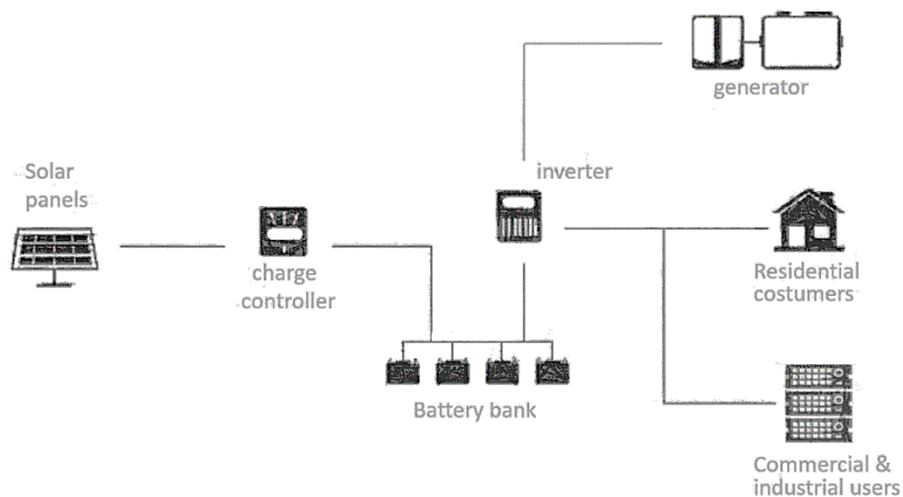 generator
Solar
panels
inverter
charge
controller
Residential
costumers
Battery bank
Commercial &
industrial users